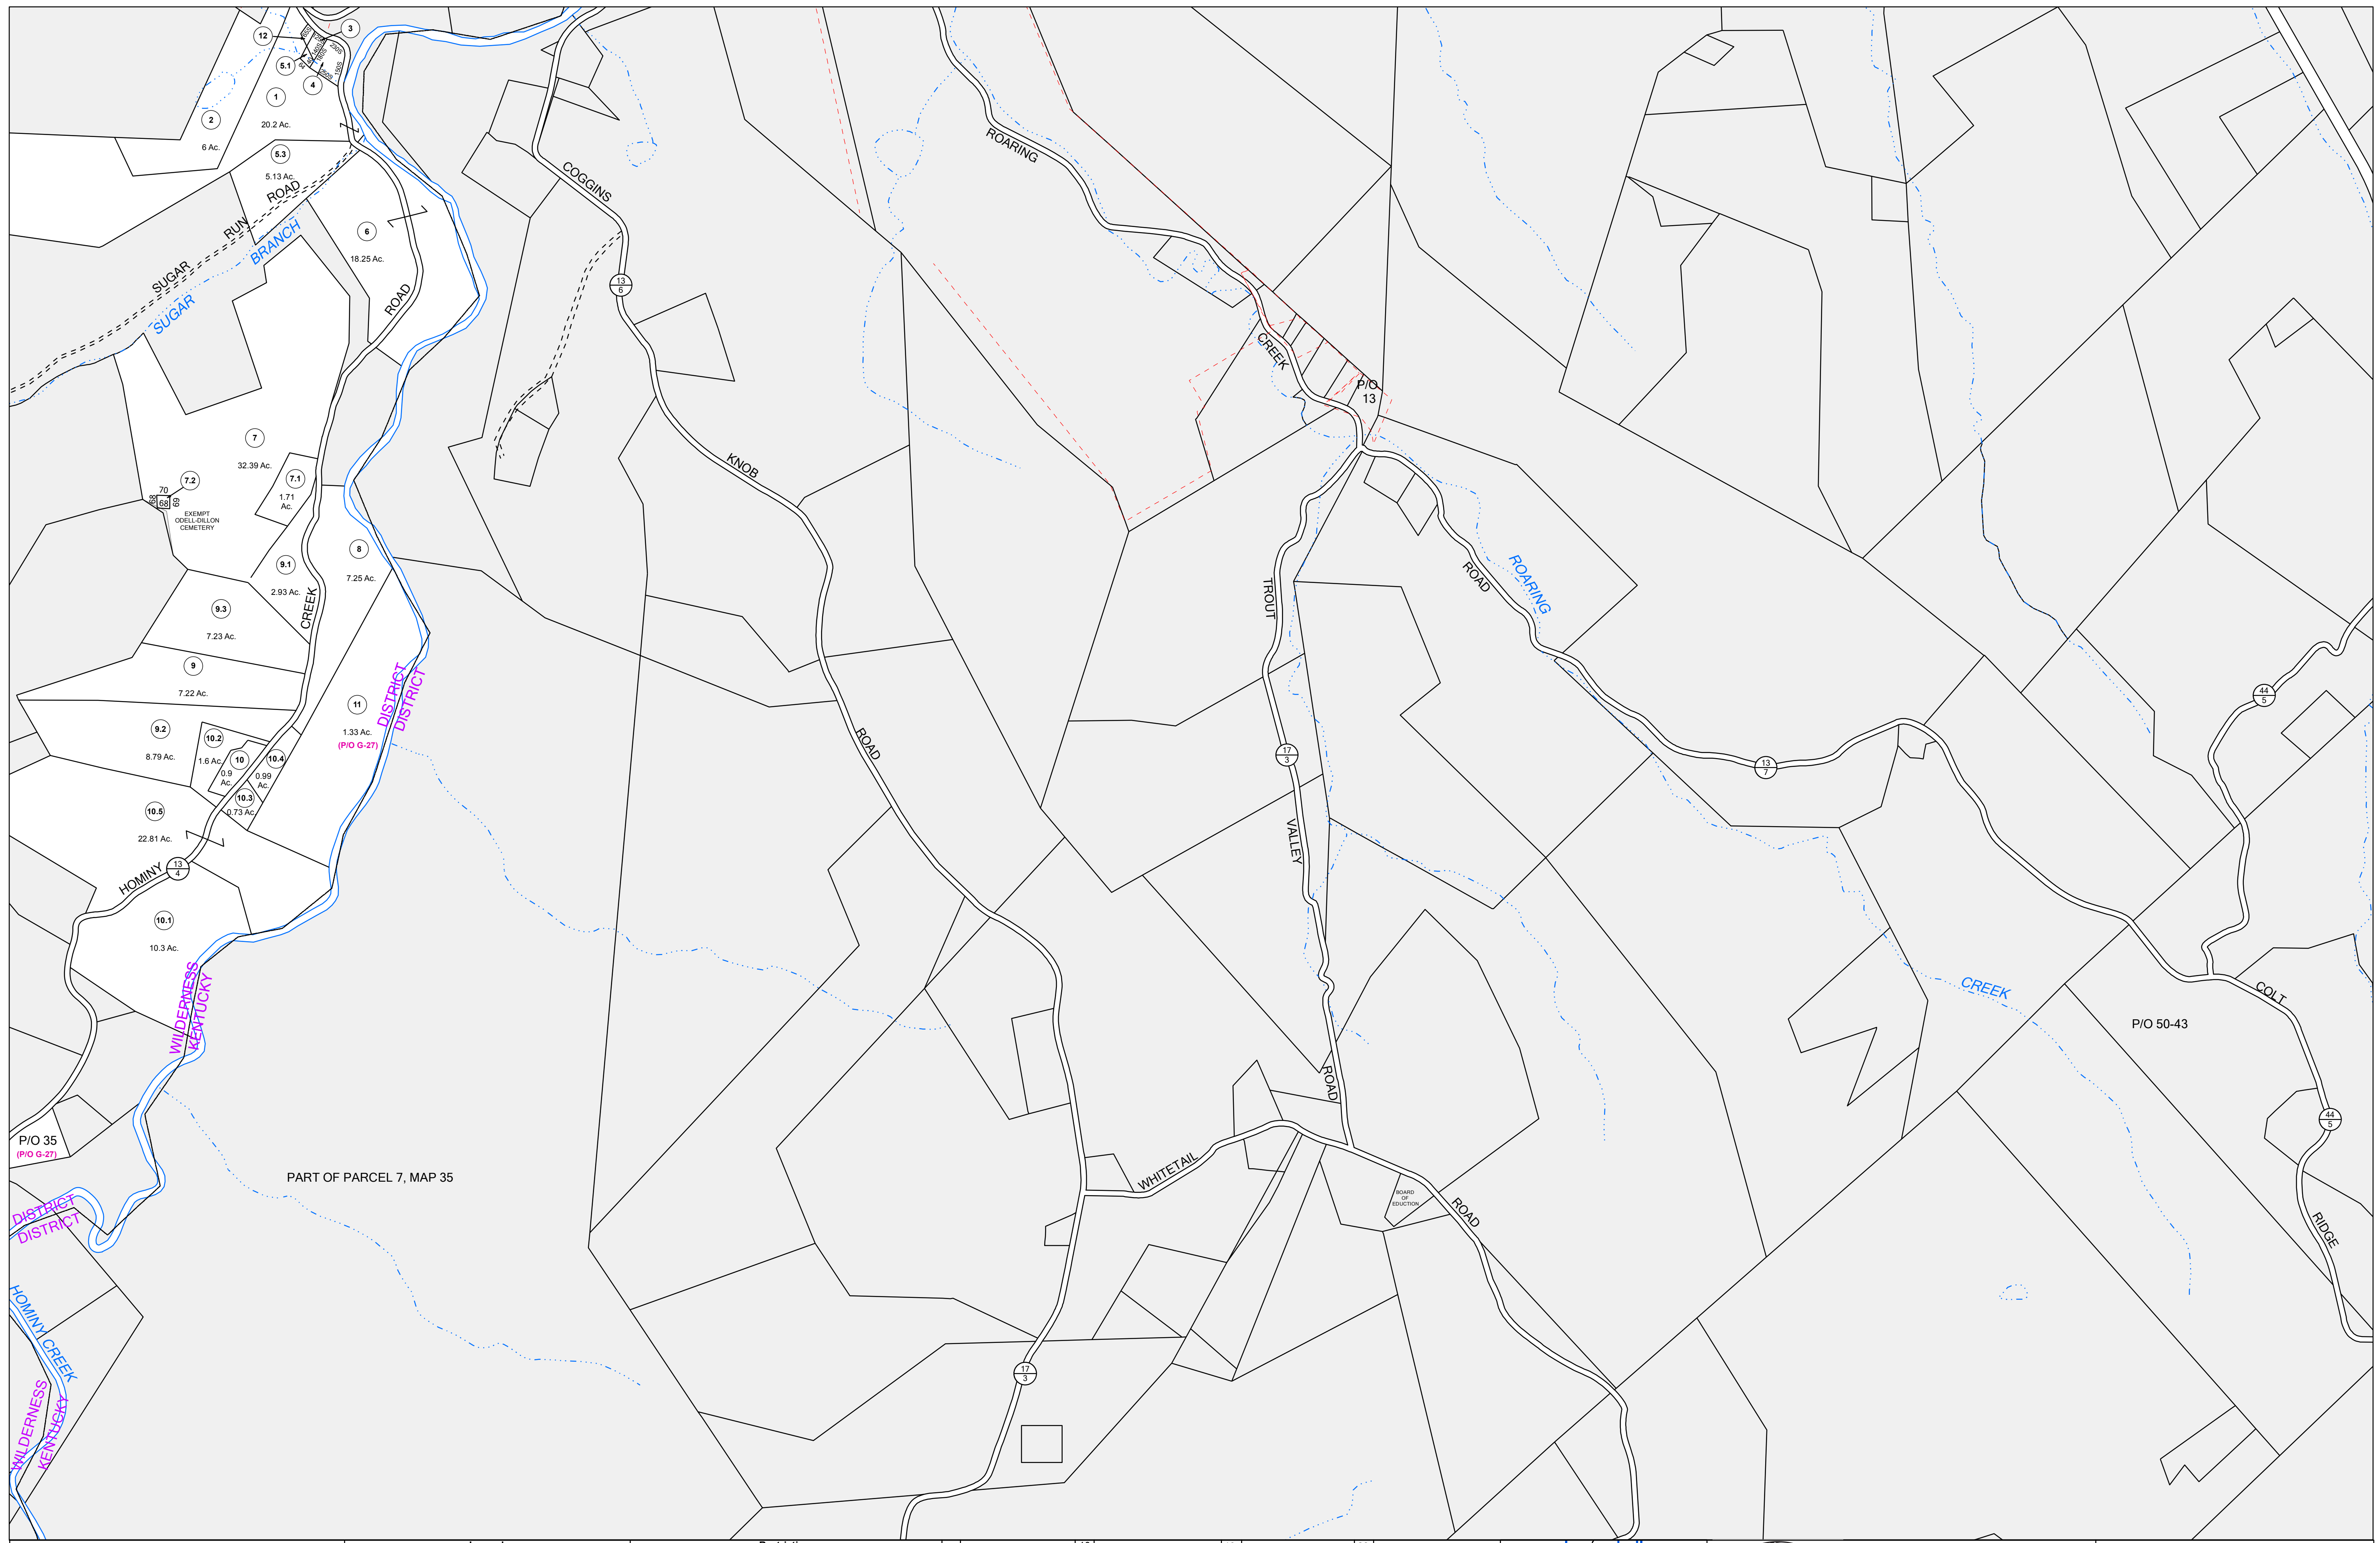 12
3
5.1
4
1
20.2 Ac.
2
6 Ac.
5.3
5.13 Ac.
SUGAR RUN ROAD
SUGAR BRANCH
6
18.25 Ac.
ROAD
7
32.39 Ac.
7.1
1.71
Ac.
7.2
70
68
68
69
EXEMPT
ODELL-DILLON
CEMETERY
8
7.25 Ac.
9.1
2.93 Ac.
CREEK
9.3
7.23 Ac.
9
7.22 Ac.
9.2
8.79 Ac.
10.2
1.6 Ac.
10
0.9
Ac.
10.4
0.99
Ac.
10.3
0.73 Ac.
11
1.33 Ac.
(P/O G-27)
DISTRICT
DISTRICT
10.5
22.81 Ac.
HOMINY
13
4
10.1
10.3 Ac.
WILDERNESS
KENTUCKY
P/O 35
(P/O G-27)
PART OF PARCEL 7, MAP 35
DISTRICT
DISTRICT
HOMINY CREEK
WILDERNESS
KENTUCKY
COGGINS
13
6
KNOB
ROAD
ROARING
CREEK
P/O
13
ROAD
ROARING
TROUT
17
3
VALLEY
ROAD
13
7
44
5
CREEK
COLT
P/O 50-43
44
5
RIDGE
WHITETAIL
BOARD
OF
EDUCTION
ROAD
17
3